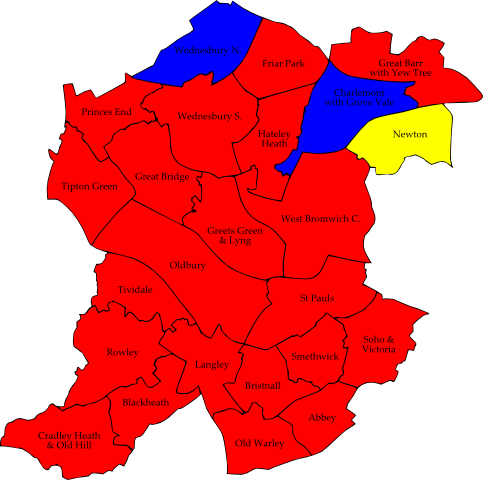 Wednesbury N.
Friar Park
Great Barr
with Yew Tree
Charlemont
with Grove Vale
Princes End
Wednesbury S.
Hateley
Heath
Newton
Tipton Green
Great Bridge
West Bromwich C.
Greets Green
& Lyng
Oldbury
Tividale
St Pauls
Rowley
Langley
Smethwick
Soho &
Victoria
Bristnall
Blackheath
Abbey
Cradley Heath
& Old Hill
Old Warley